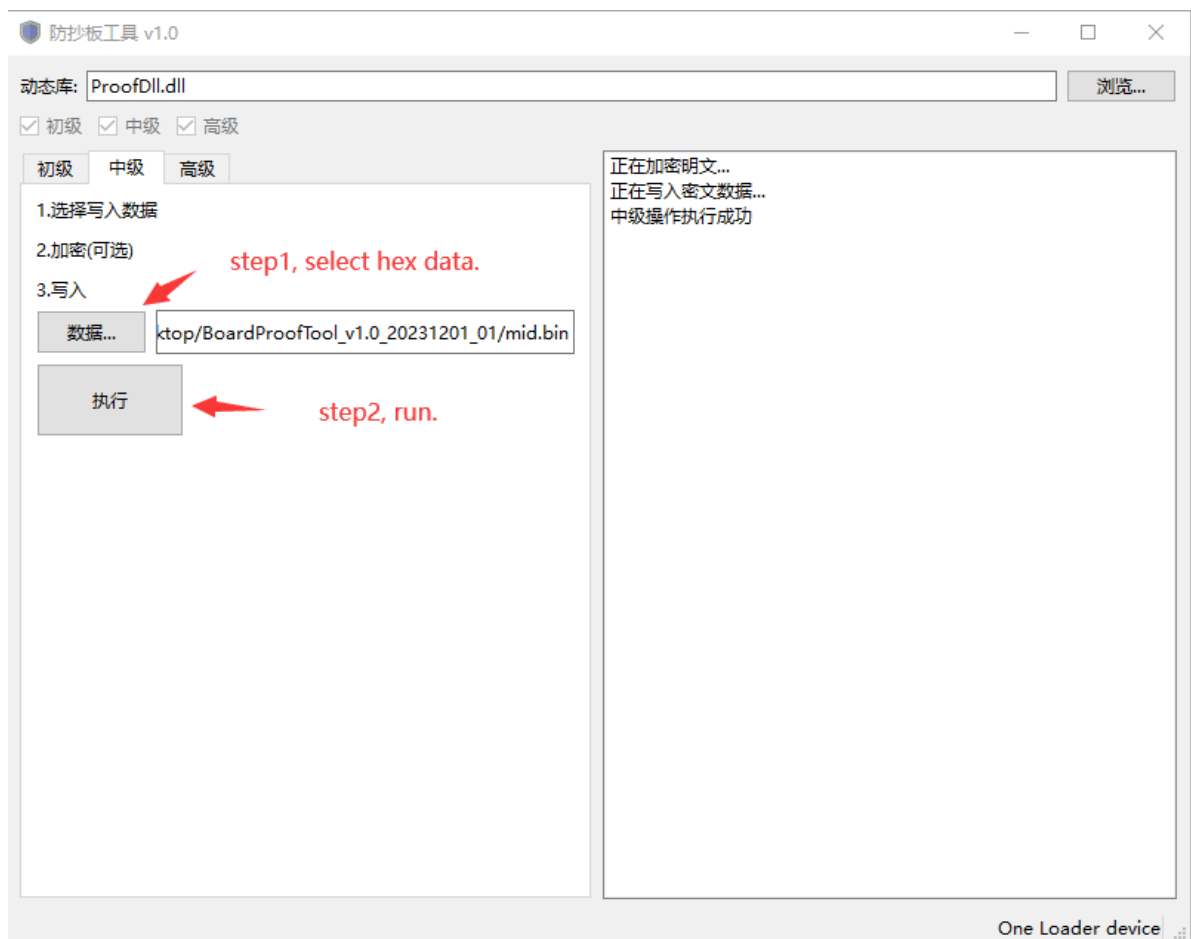 防抄板工具 v1.0
动态库: ProofDll.dll 浏览...
初级 中级 高级
初级 中级 高级
1.选择写入数据
2.加密(可选)
step1, select hex data.
3.写入
数据... ktop/BoardProofTool_v1.0_20231201_01/mid.bin
执行
step2, run.
正在加密明文...
正在写入密文数据...
中级操作执行成功
One Loader device